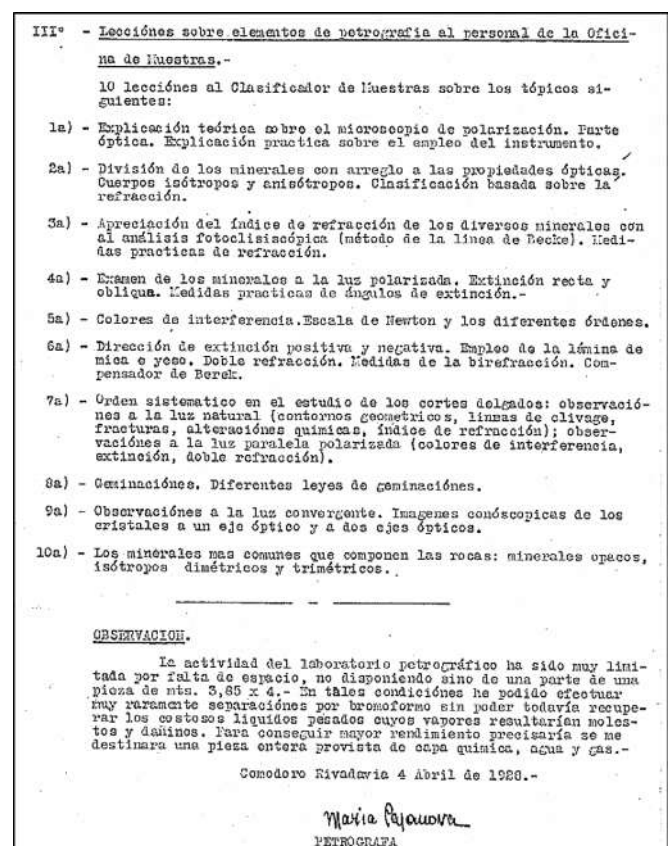 IIIº - Lecciónes sobre elementos de petrografía al personal de la Ofici-
na de Muestras.-
10 lecciónes al Clasificador de Muestras sobre los tópicos si-
guientes:
1a) - Explicación teórica sobre el microscopio de polarización. Parte
óptica. Explicación practica sobre el empleo del instrumento.
2a) - División de los minerales con arreglo a las propiedades ópticas.
Cuerpos isótropos y anisótropos. Clasificación basada sobre la
refracción.
3a) - Apreciación del índice de refracción de los diversos minerales con
al análisis fotoclisiscópica (método de la linea de Becke). Medi-
das practicas de refracción.
4a) - Examen de los minerales a la luz polarizada. Extinción recta y
obliqua. Medidas practicas de ángulos de extinción.-
5a) - Colores de interferencia.Escala de Newton y los diferentes órdenes.
6a) - Dirección de extinción positiva y negativa. Empleo de la lámina de
mica e yeso. Doble refracción. Medidas de la birefracción. Com-
pensador de Berek.
7a) - Orden sistematico en el estudio de los cortes delgados: observació-
nes a la luz natural (contornos geometricos, lineas de clivage,
fracturas, alteraciónes quimicas, índice de refracción); obser-
vaciónes a la luz paralela polarizada (colores de interferencia,
extinción, doble refracción).
8a) - Geminaciónes. Diferentes leyes de geminaciónes.
9a) - Observaciónes a la luz convergente. Imagenes conóscopicas de los
cristales a un eje óptico y a dos ejes ópticos.
10a) - Los minérales mas comunes que componen las rocas: minerales opacos,
isótropos dimétricos y trimétricos..
OBSERVACION.
La actividad del laboratorio petrográfico ha sido muy limi-
tada por falta de espacio, no disponiendo sino de una parte de una
pieza de mts. 3,85 x 4.- En táles condiciónes he podido efectuar
muy raramente separaciónes por bromoformo sin poder todavía recupe-
rar los costosos liquidos pesados cuyos vapores resultarían moles-
tos y dañinos. Para conseguir mayor rendimiento precisaría se me
destinara una pieza entera provista de capa quimica, agua y gas.-
Comodoro Rivadavia 4 Abril de 1928.-
Maria Casanova
PETROGRAFA